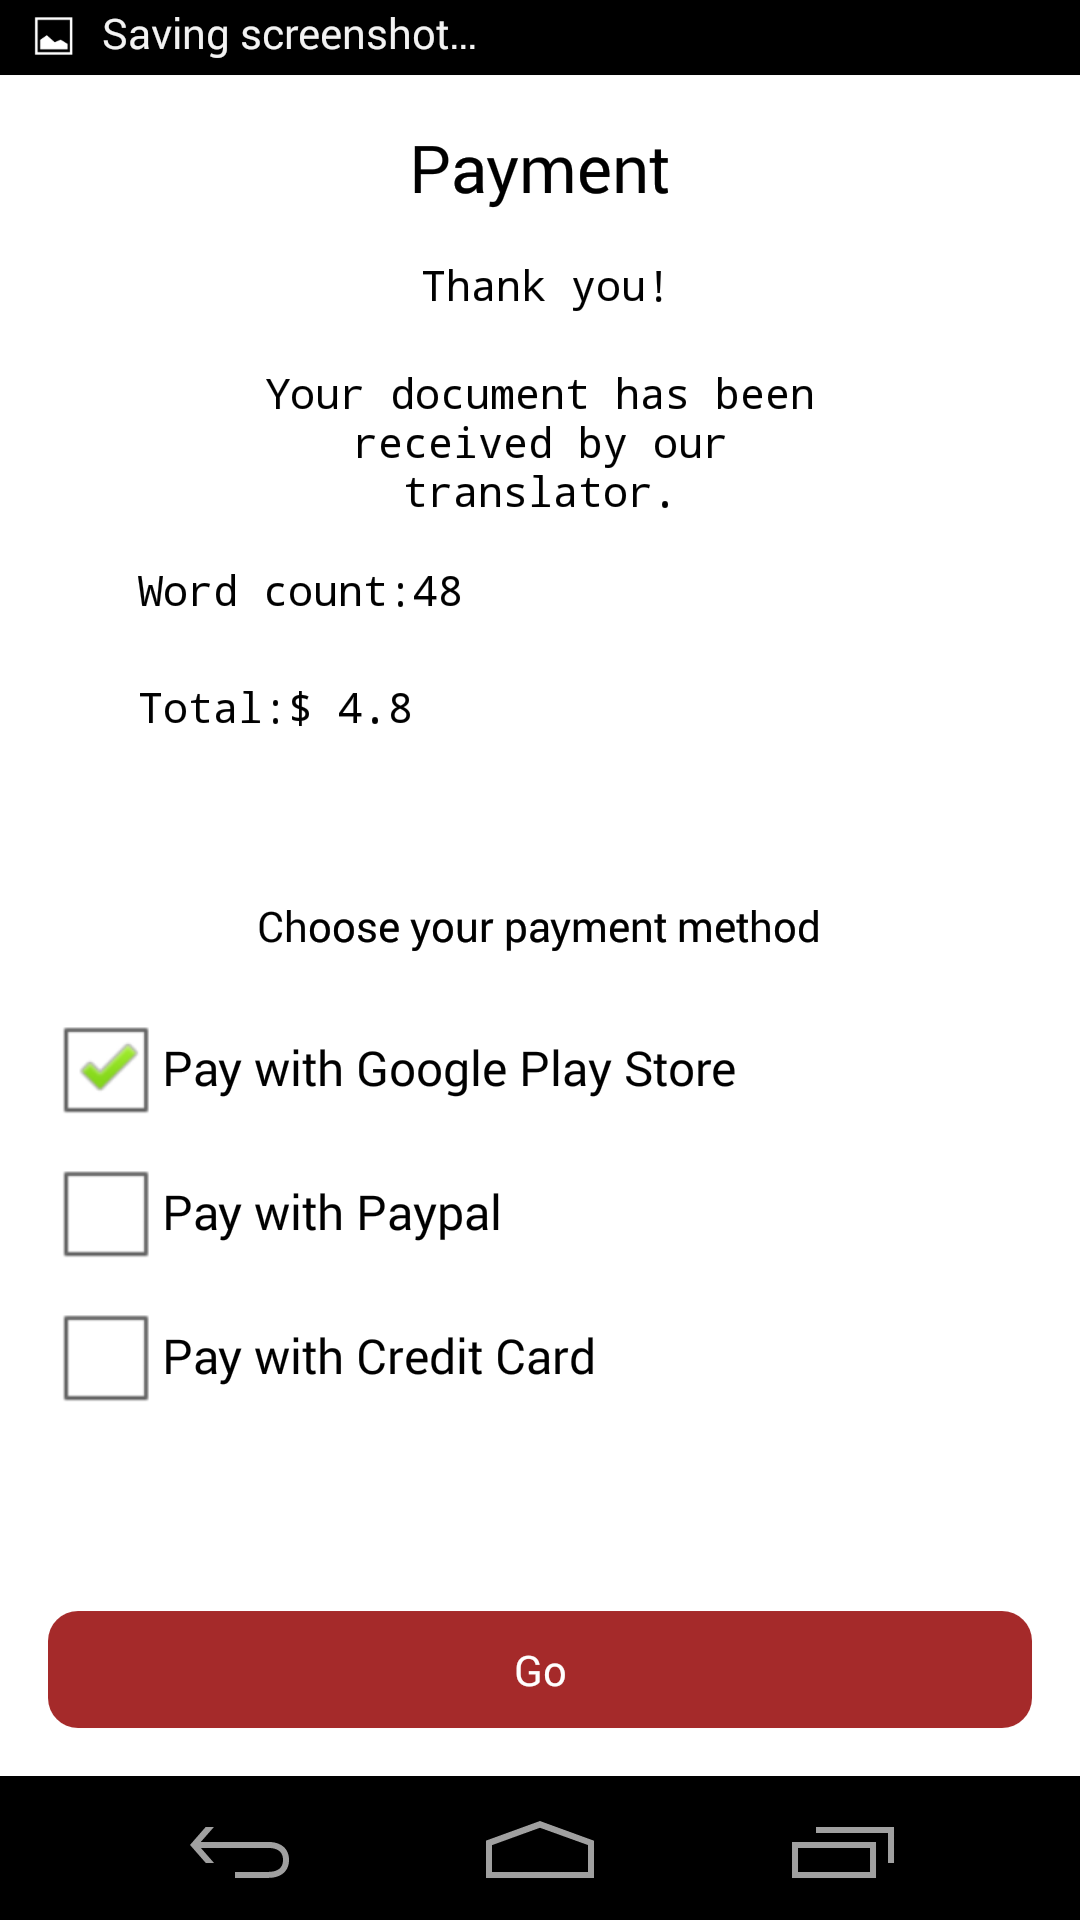 Saving screenshot...
Payment
Thank you!
Your document has been
received by our
translator.
Word count:48
Total:$ 4.8
Choose your payment method
Pay with Google Play Store
Pay with Paypal
Pay with Credit Card
Go